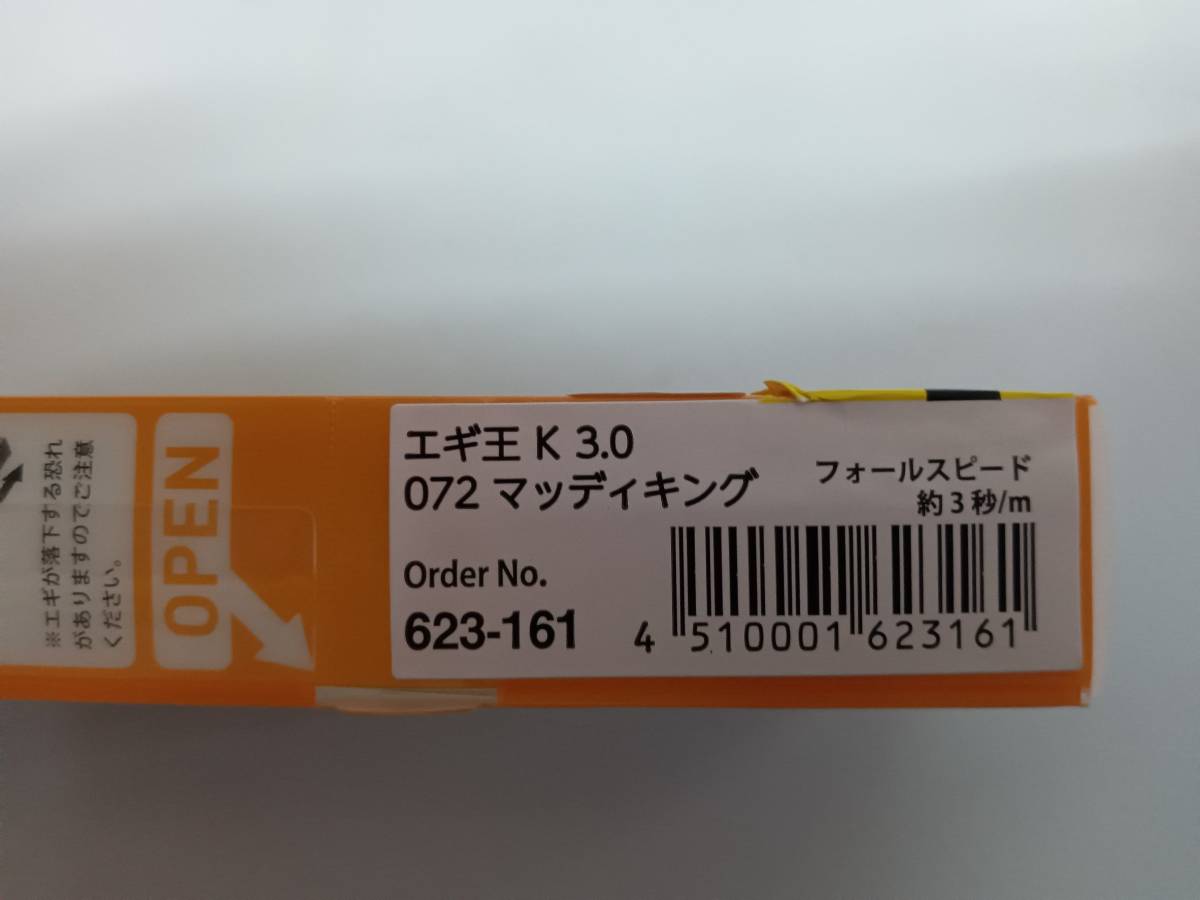 ※エギが落下する恐れ
がありますのでご注意
ください。
OPEN
エギ王 K 3.0
072 マッディキング
フォールスピード
約3秒/m
Order No.
623-161
4 510001 623161